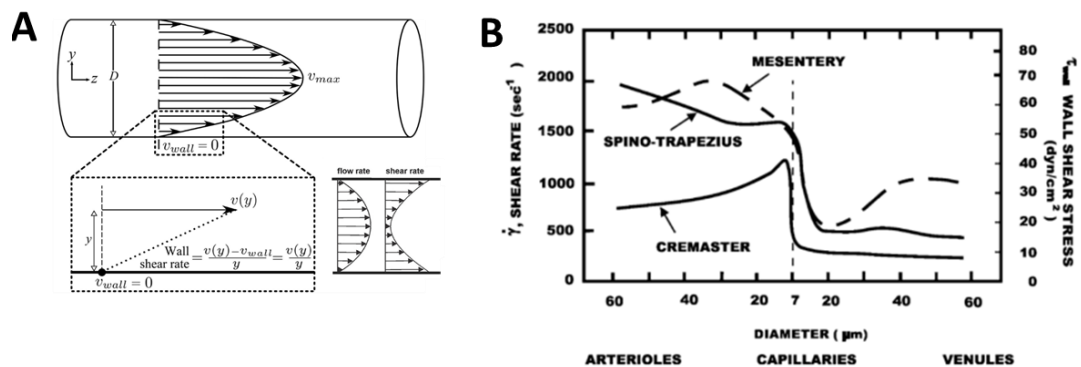 A
y
z
D
v_max
v_wall = 0
v(y)
y
Wall
shear rate = v(y)−v_wall / y = v(y) / y
v_wall = 0
flow rate
shear rate
B
2500
2000
1500
1000
500
0
γ̇, SHEAR RATE (sec⁻¹)
MESENTERY
SPINO-TRAPEZIUS
CREMASTER
80
70
60
50
40
30
20
10
0
τ_wall WALL SHEAR STRESS
(dyn/cm²)
60 40 20 7 20 40 60
DIAMETER (μm)
ARTERIOLES CAPILLARIES VENULES